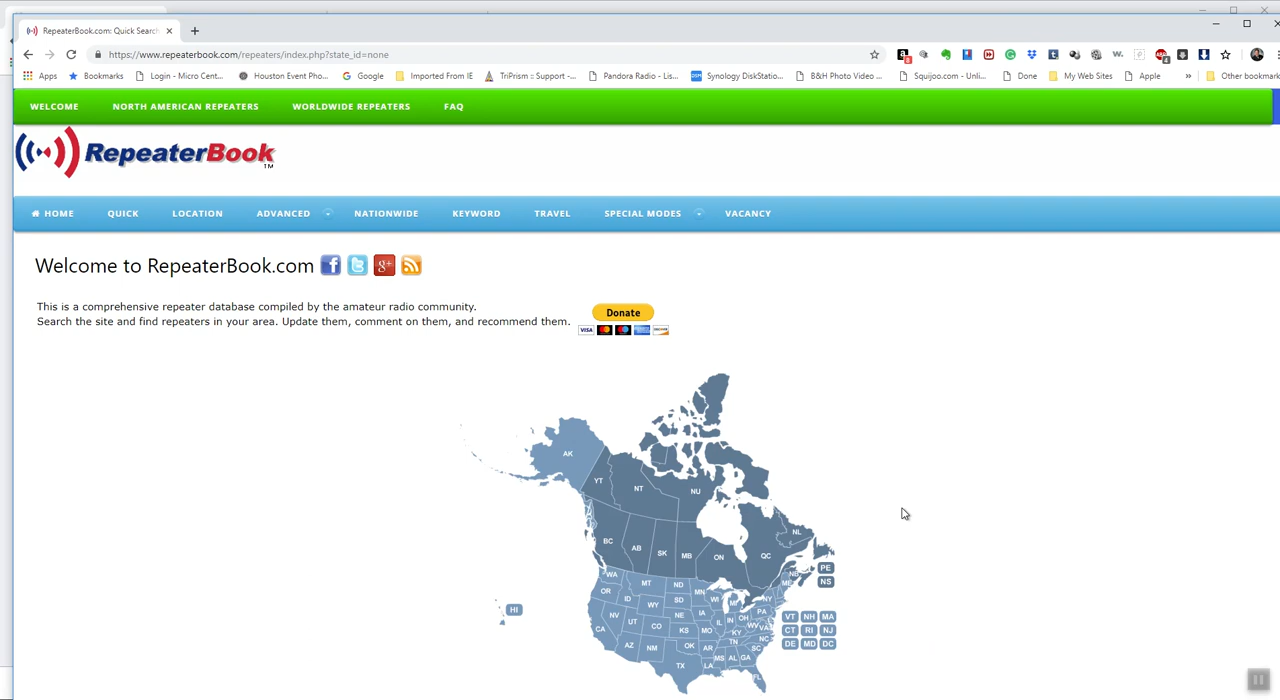 RepeaterBook.com: Quick Search
https://www.repeaterbook.com/repeaters/index.php?state_id=none
Apps Bookmarks Login - Micro Cent... Houston Event Pho... Google Imported From IE TriPrism :: Support -... Pandora Radio - Lis... Synology DiskStatio... B&H Photo Video ... Squijoo.com - Unli... Done My Web Sites Apple » Other bookmark
WELCOME NORTH AMERICAN REPEATERS WORLDWIDE REPEATERS FAQ
RepeaterBook TM
HOME QUICK LOCATION ADVANCED NATIONWIDE KEYWORD TRAVEL SPECIAL MODES VACANCY
Welcome to RepeaterBook.com
This is a comprehensive repeater database compiled by the amateur radio community.
Search the site and find repeaters in your area. Update them, comment on them, and recommend them.
Donate
VISA
AK
YT NT NU
BC AB SK MB ON QC NL
PE
NB NS
WA MT ND MN ME
OR ID WY SD WI MI NY VT NH MA
HI
NV UT CO NE IA IL IN OH PA CT RI NJ
CA AZ NM KS MO KY WV VA DE MD DC
OK AR TN NC SC
TX LA MS AL GA
FL